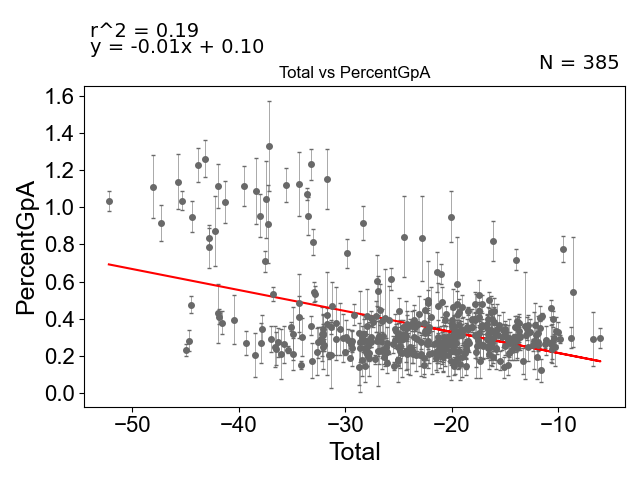 r^2 = 0.19
y = -0.01x + 0.10
N = 385
Total vs PercentGpA
1.6
1.4
1.2
1.0
0.8
0.6
0.4
0.2
0.0
PercentGpA
−50 −40 −30 −20 −10
Total